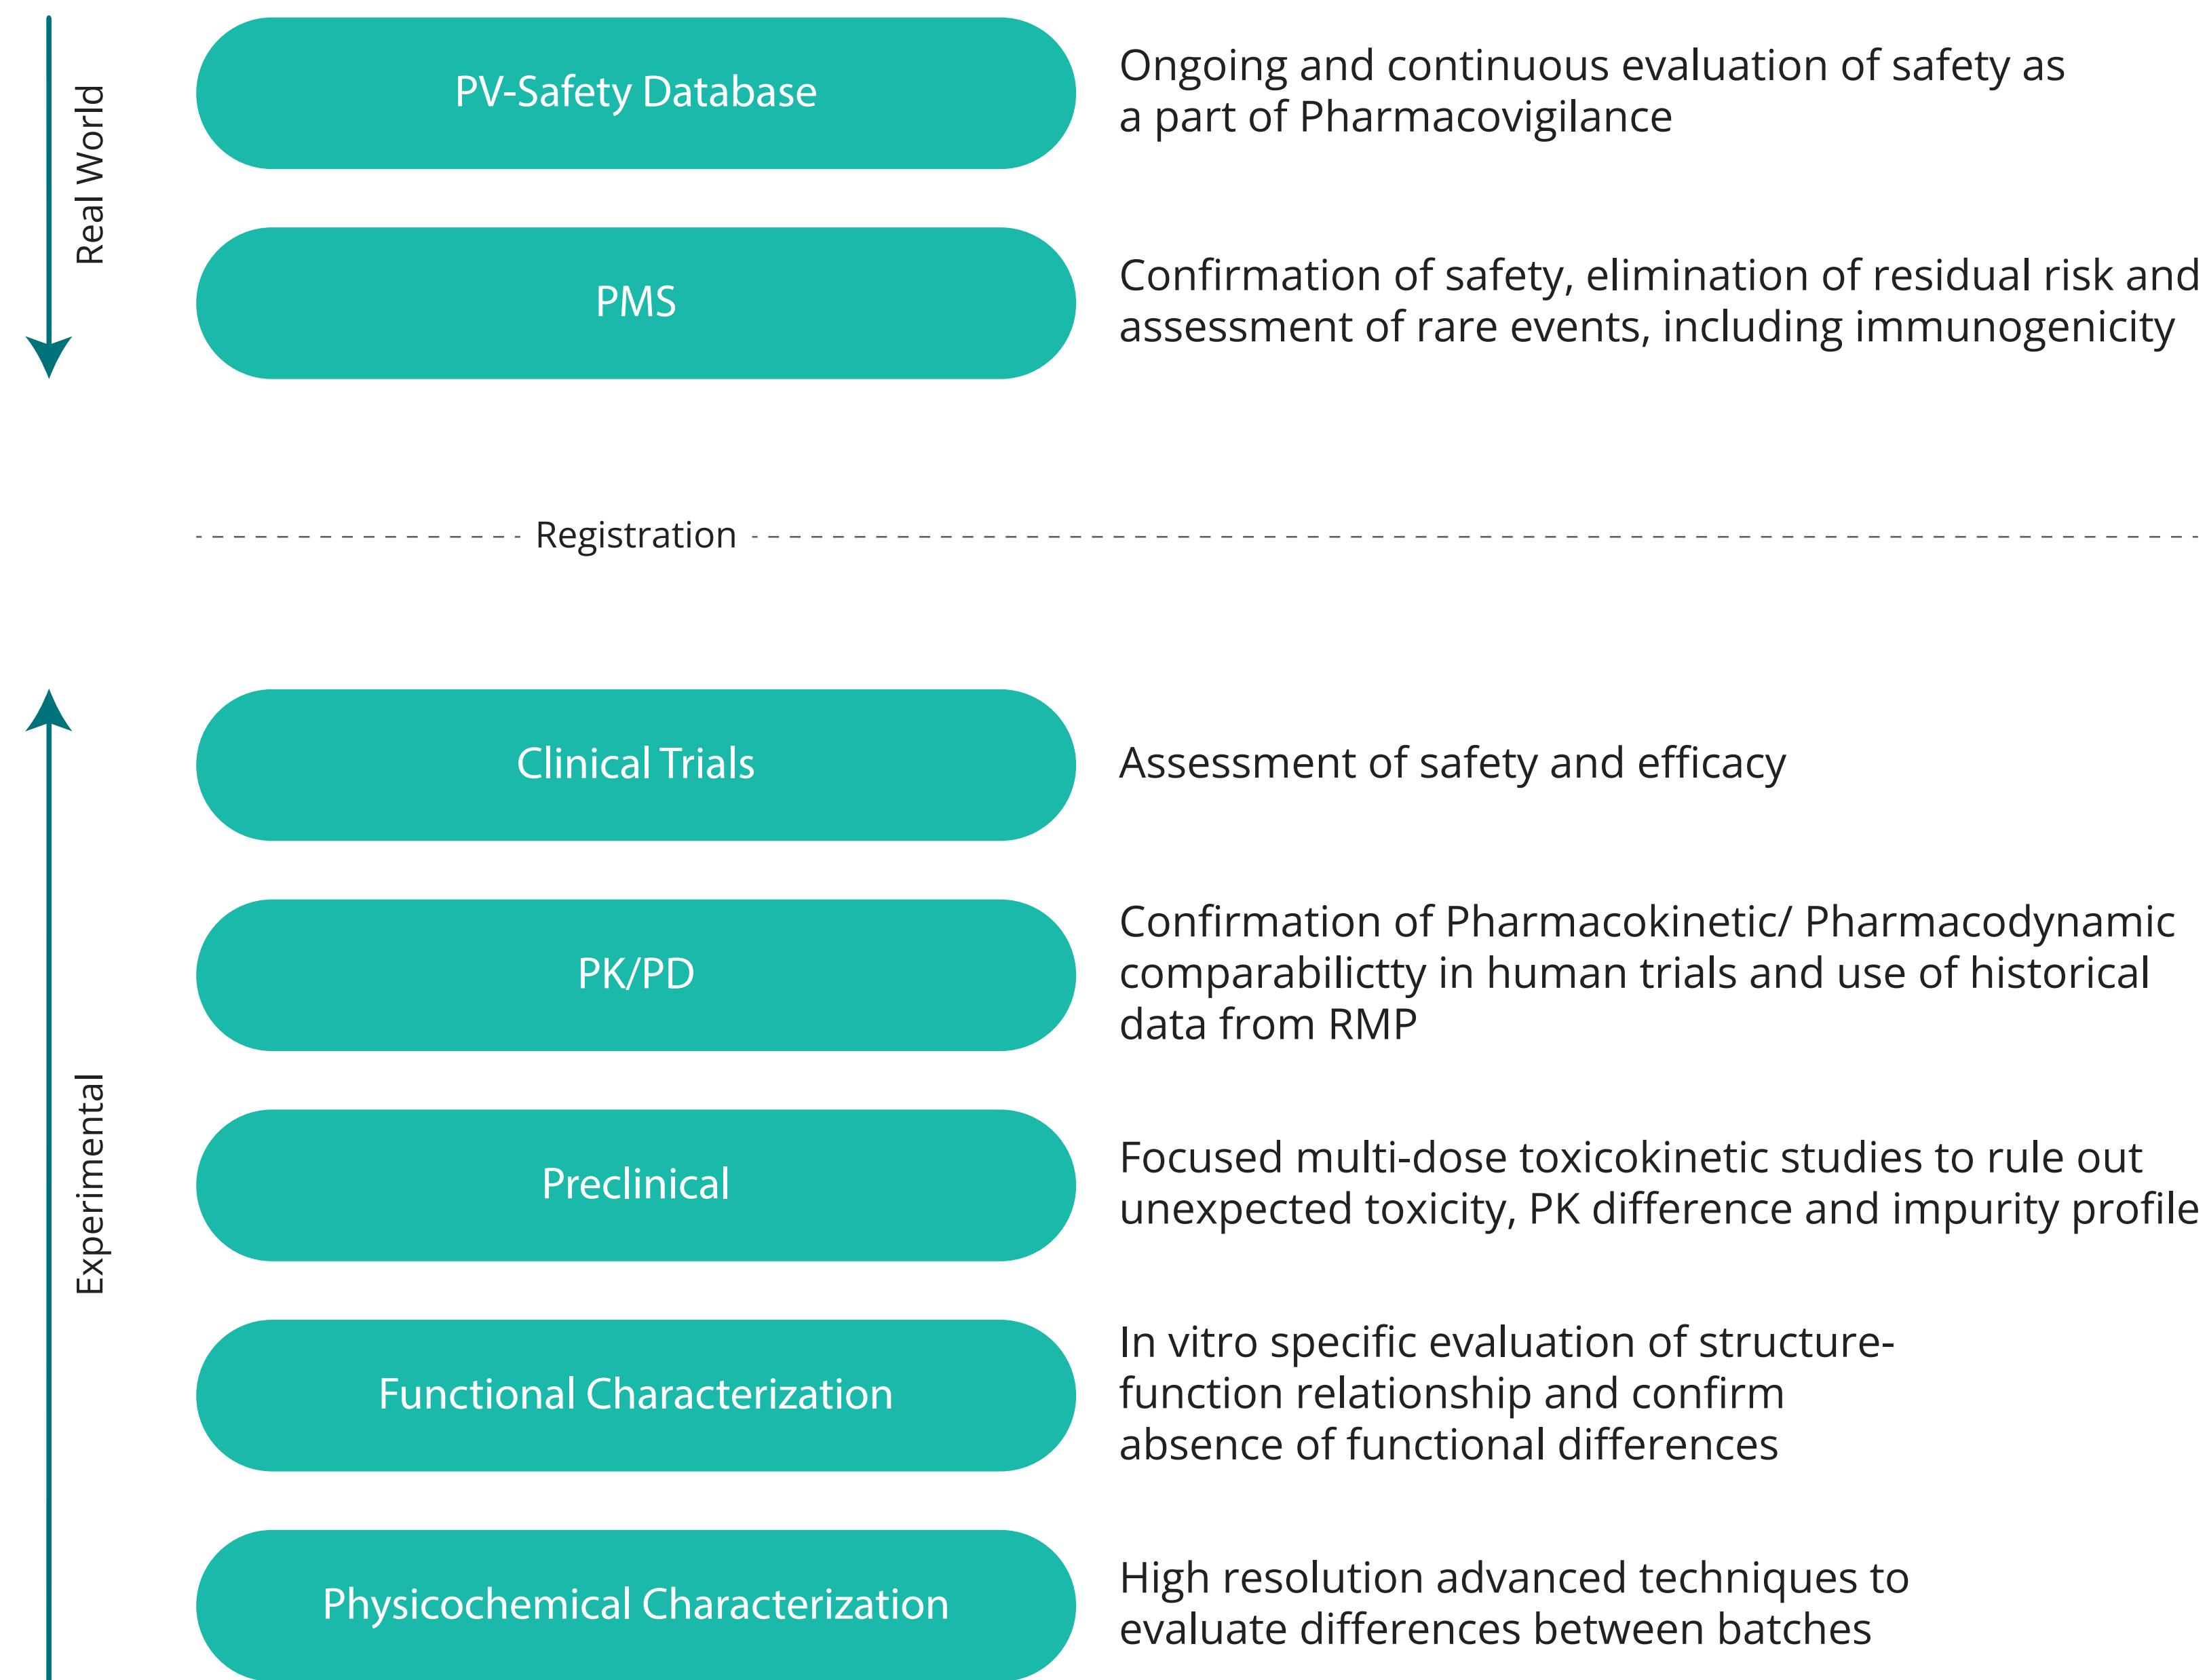 Real World
PV-Safety Database
Ongoing and continuous evaluation of safety as
a part of Pharmacovigilance
PMS
Confirmation of safety, elimination of residual risk and
assessment of rare events, including immunogenicity
Registration
Experimental
Clinical Trials
Assessment of safety and efficacy
PK/PD
Confirmation of Pharmacokinetic/ Pharmacodynamic
comparabilictty in human trials and use of historical
data from RMP
Preclinical
Focused multi-dose toxicokinetic studies to rule out
unexpected toxicity, PK difference and impurity profile
Functional Characterization
In vitro specific evaluation of structure-
function relationship and confirm
absence of functional differences
Physicochemical Characterization
High resolution advanced techniques to
evaluate differences between batches